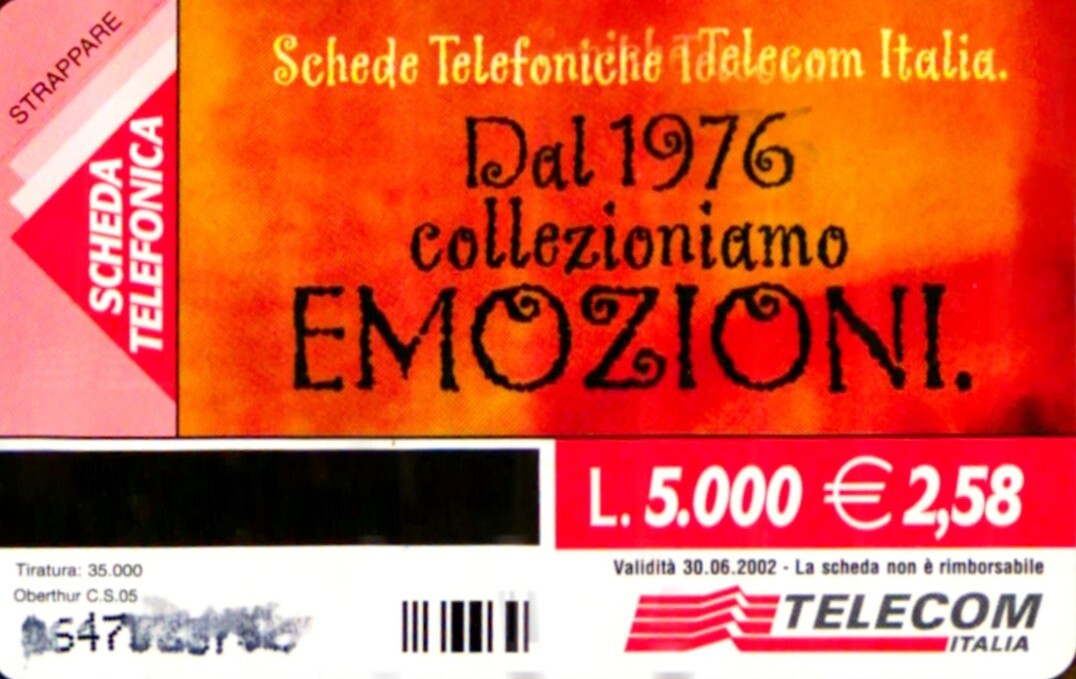 STRAPPARE
SCHEDA
TELEFONICA
Schede Telefoniche Telecom Italia.
Dal 1976
collezioniamo
EMOZIONI.
L. 5.000 € 2,58
Tiratura: 35.000
Oberthur C.S.05
Validità 30.06.2002 - La scheda non è rimborsabile
TELECOM
ITALIA